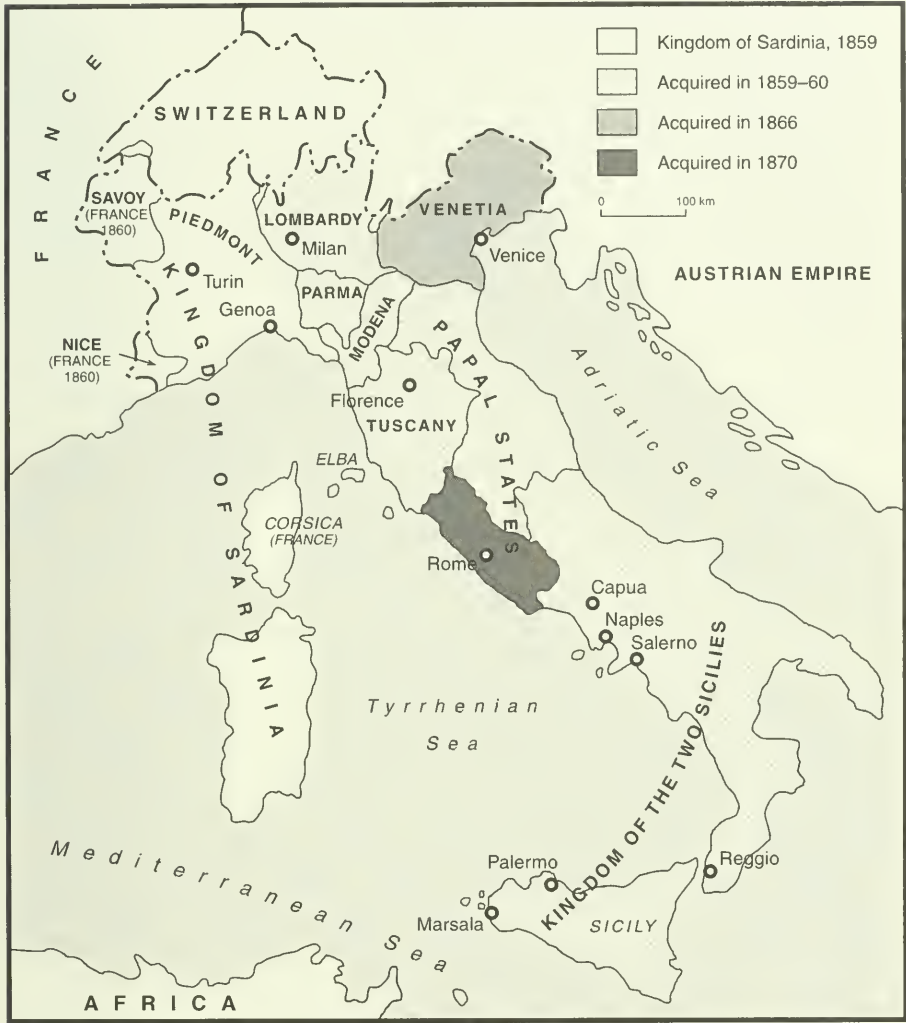 Kingdom of Sardinia, 1859
Acquired in 1859–60
Acquired in 1866
Acquired in 1870
0 100 km
FRANCE
SWITZERLAND
SAVOY
(FRANCE
1860)
PIEDMONT
LOMBARDY
Milan
VENETIA
Venice
AUSTRIAN EMPIRE
Turin
PARMA
MODENA
Genoa
NICE
(FRANCE
1860)
KINGDOM OF SARDINIA
PAPAL STATES
Adriatic Sea
Florence
TUSCANY
ELBA
CORSICA
(FRANCE)
Rome
Capua
Naples
Salerno
Tyrrhenian
Sea
KINGDOM OF THE TWO SICILIES
Mediterranean Sea
Palermo
Reggio
Marsala
SICILY
AFRICA